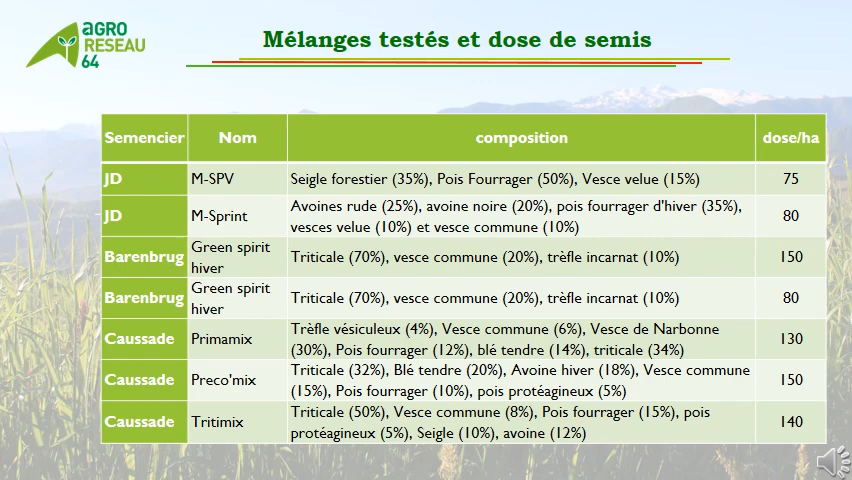 aGRO
RESEAU
64
Mélanges testés et dose de semis
Semencier Nom composition dose/ha
JD M-SPV Seigle forestier (35%), Pois Fourrager (50%), Vesce velue (15%) 75
JD M-Sprint Avoines rude (25%), avoine noire (20%), pois fourrager d'hiver (35%),
vesces velue (10%) et vesce commune (10%) 80
Barenbrug Green spirit
hiver Triticale (70%), vesce commune (20%), trèfle incarnat (10%) 150
Barenbrug Green spirit
hiver Triticale (70%), vesce commune (20%), trèfle incarnat (10%) 80
Caussade Primamix Trèfle vésiculeux (4%), Vesce commune (6%), Vesce de Narbonne
(30%), Pois fourrager (12%), blé tendre (14%), triticale (34%) 130
Caussade Preco'mix Triticale (32%), Blé tendre (20%), Avoine hiver (18%), Vesce commune
(15%), Pois fourrager (10%), pois protéagineux (5%) 150
Caussade Tritimix Triticale (50%), Vesce commune (8%), Pois fourrager (15%), pois
protéagineux (5%), Seigle (10%), avoine (12%) 140